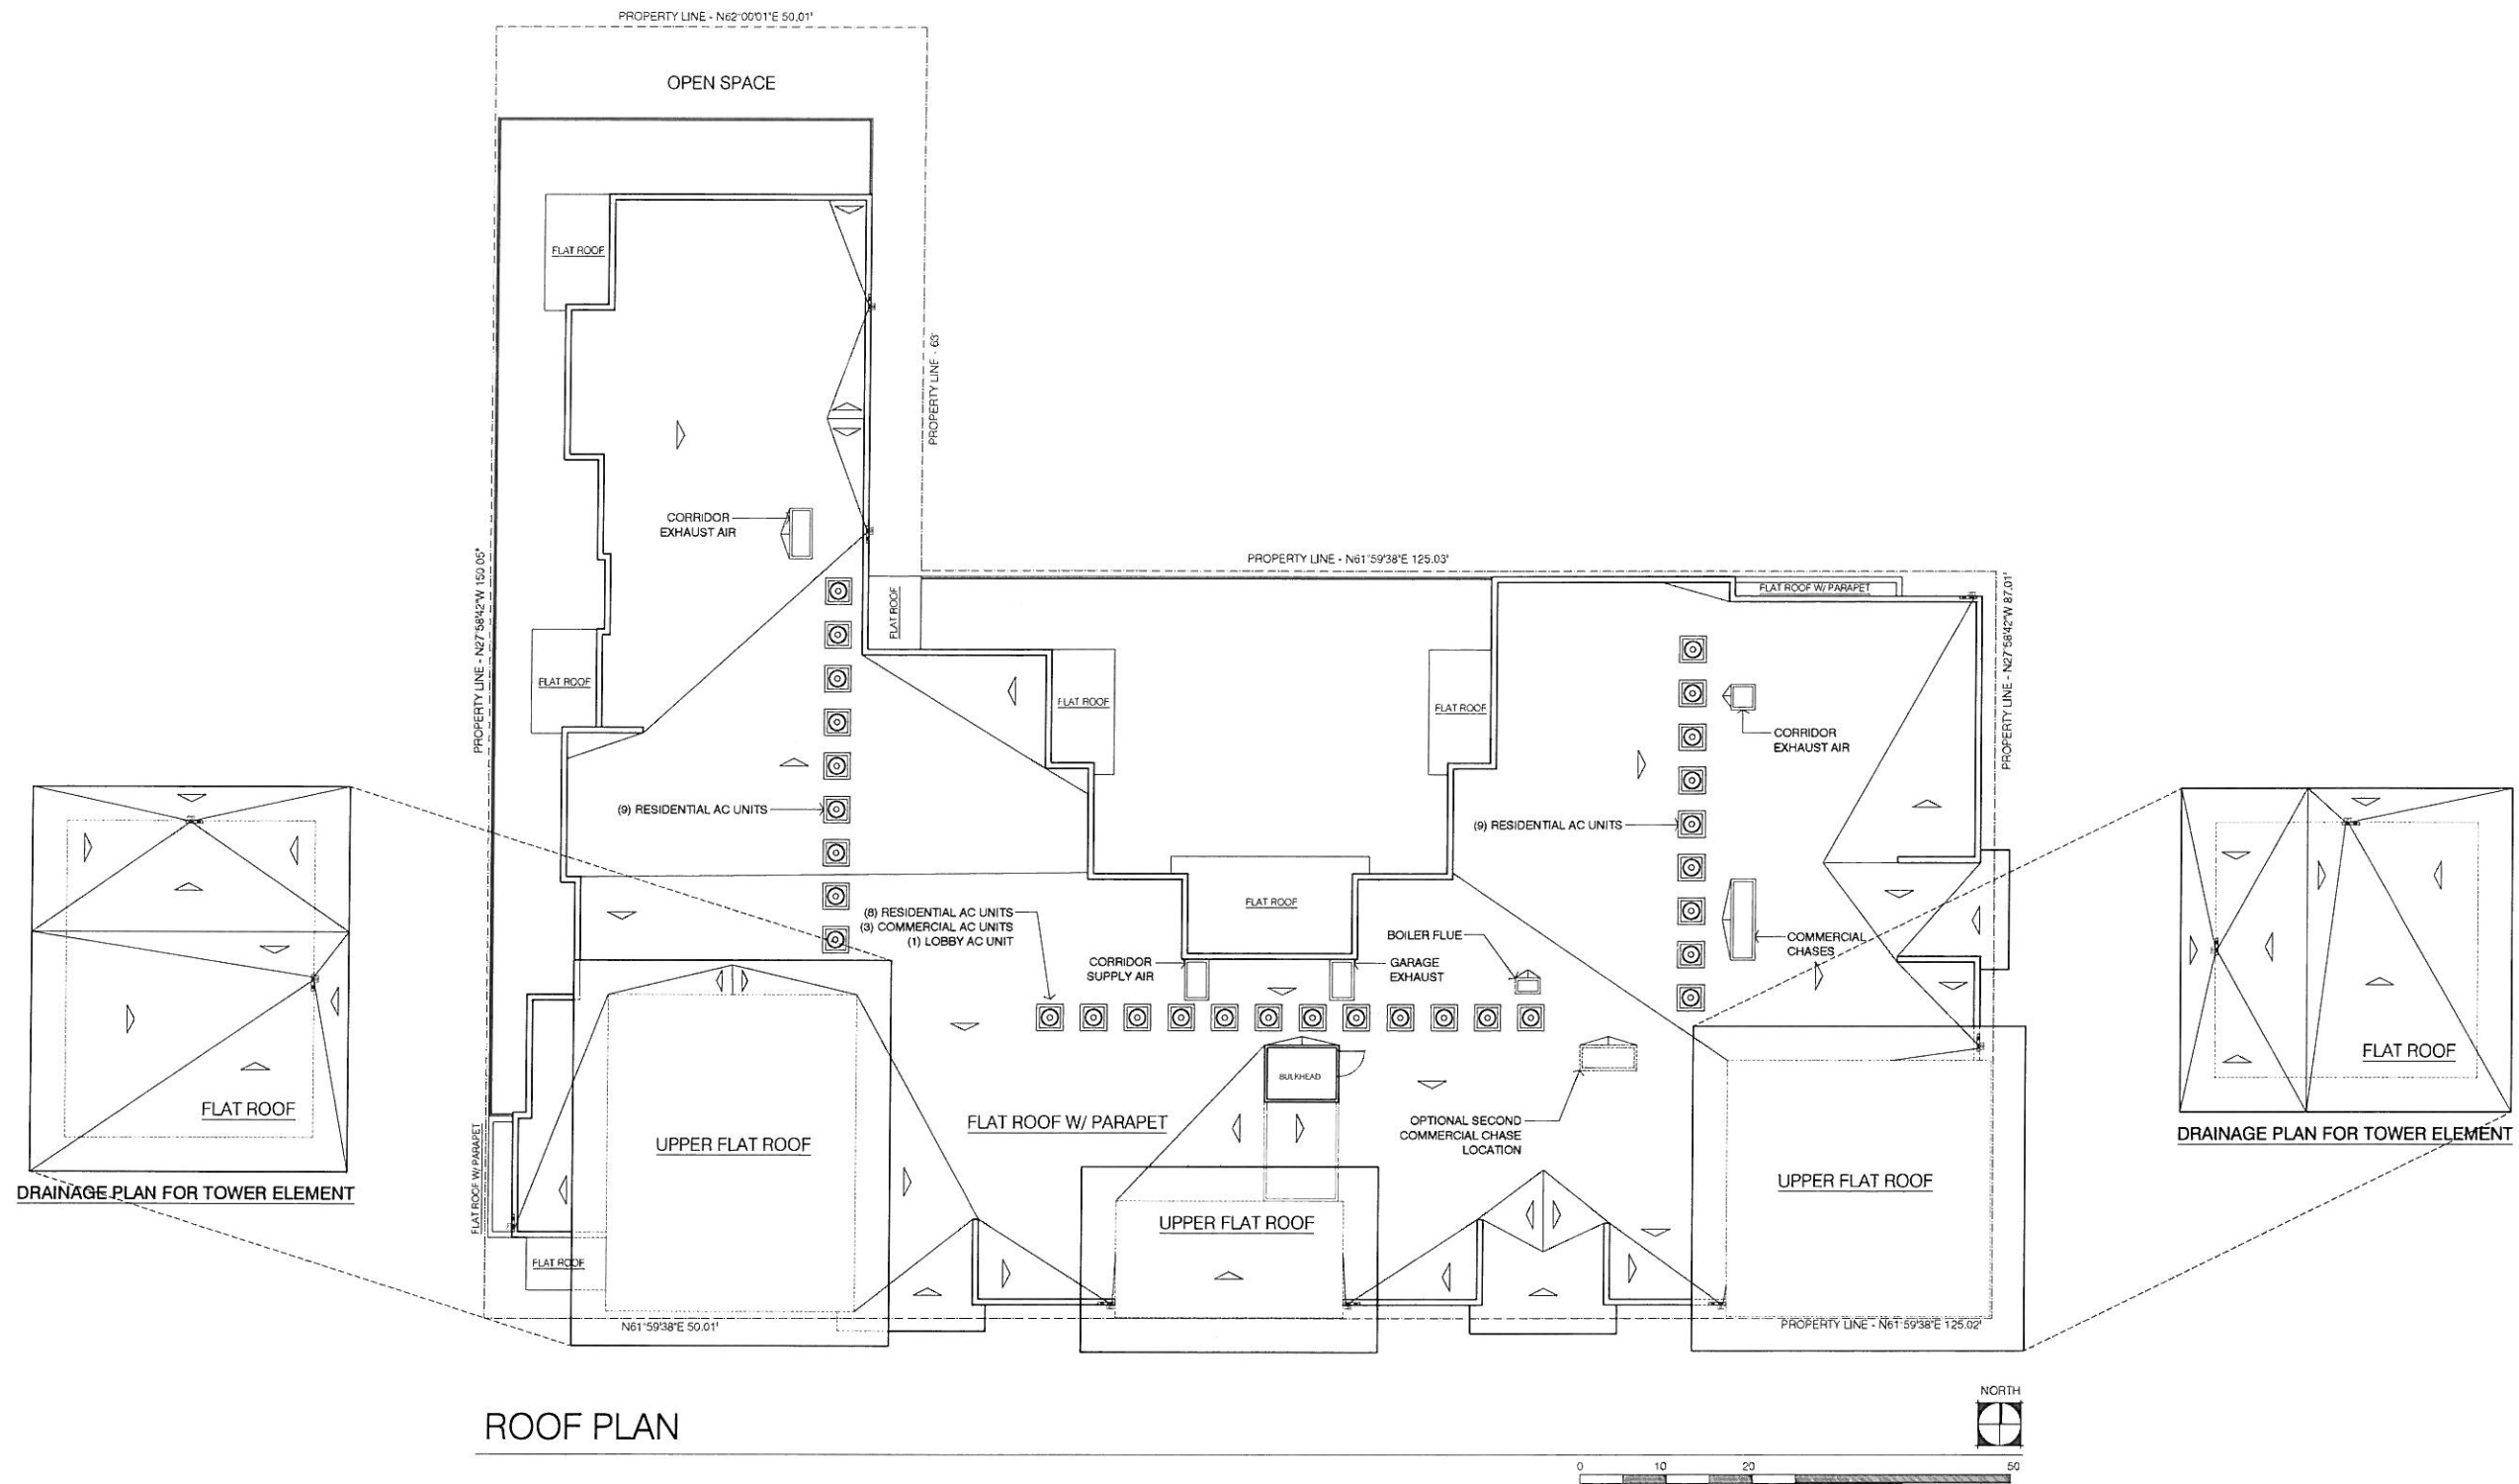 PROPERTY LINE - N62°00'01"E 50.01'
OPEN SPACE
FLAT ROOF
PROPERTY LINE - 63'
CORRIDOR
EXHAUST AIR
PROPERTY LINE - N61°59'38"E 125.03'
FLAT ROOF
FLAT ROOF W/ PARAPET
PROPERTY LINE - N27°58'42"W 150.05"
PROPERTY LINE - N27°58'42"W 87.01'
FLAT ROOF
FLAT ROOF
FLAT ROOF
CORRIDOR
EXHAUST AIR
(9) RESIDENTIAL AC UNITS
(9) RESIDENTIAL AC UNITS
FLAT ROOF
(8) RESIDENTIAL AC UNITS
(3) COMMERCIAL AC UNITS
(1) LOBBY AC UNIT
BOILER FLUE
COMMERCIAL
CHASES
CORRIDOR
SUPPLY AIR
GARAGE
EXHAUST
BULKHEAD
FLAT ROOF
FLAT ROOF
DRAINAGE PLAN FOR TOWER ELEMENT
DRAINAGE PLAN FOR TOWER ELEMENT
FLAT ROOF W/ PARAPET
FLAT ROOF W/ PARAPET
OPTIONAL SECOND
COMMERCIAL CHASE
LOCATION
UPPER FLAT ROOF
UPPER FLAT ROOF
UPPER FLAT ROOF
FLAT ROOF
N61°59'38"E 50.01'
PROPERTY LINE - N61°59'38"E 125.02'
ROOF PLAN
NORTH
0 10 20 50